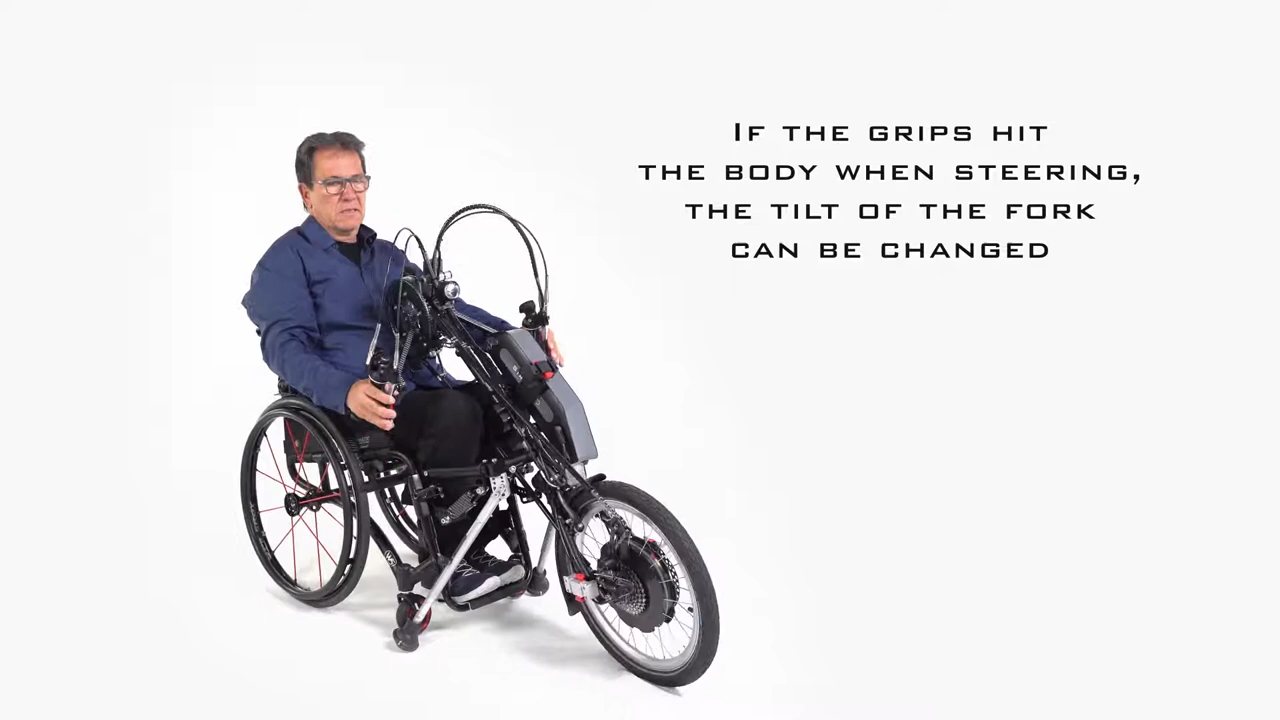 If the grips hit
the body when steering,
the tilt of the fork
can be changed